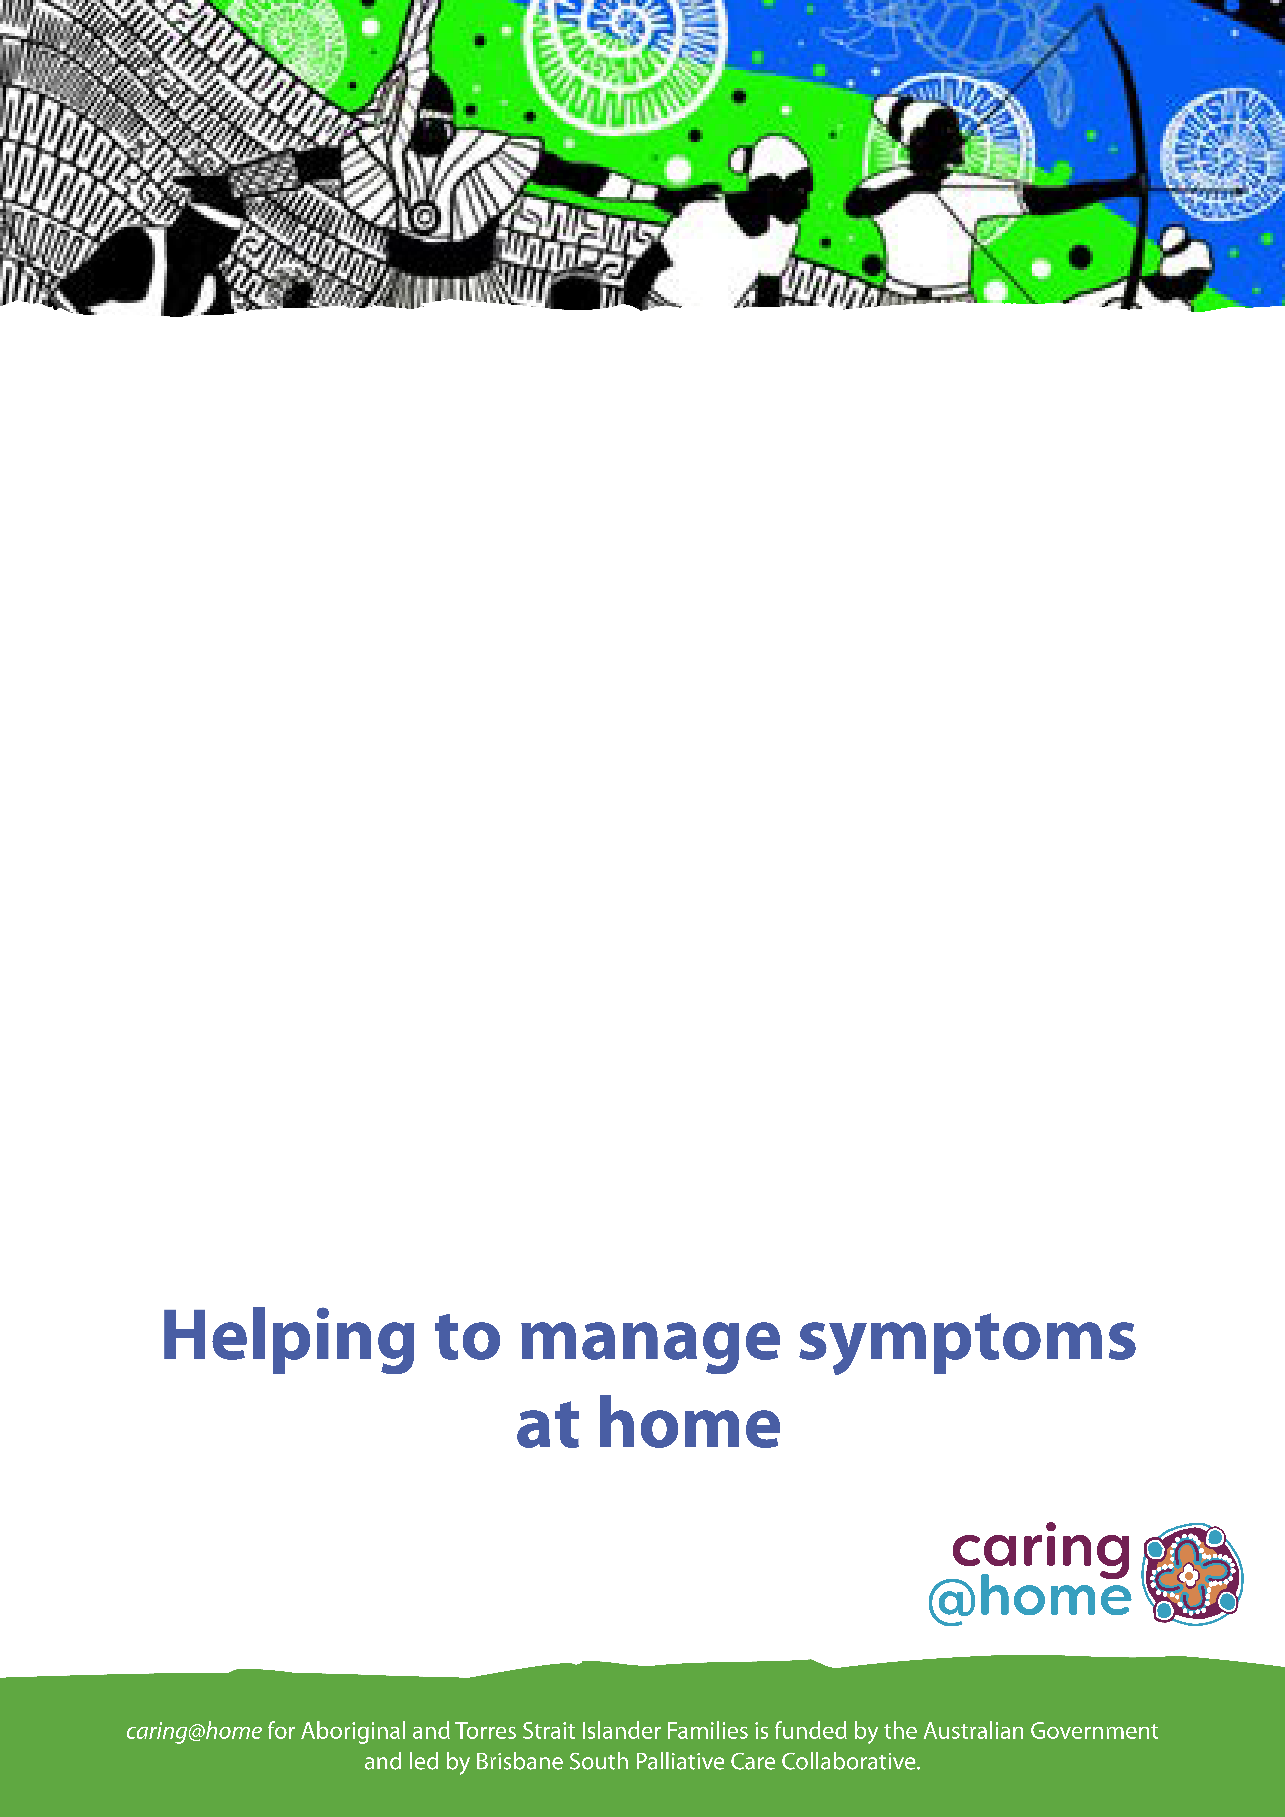 Helping to manage symptoms
at home
caring
@home
caring@home for Aboriginal and Torres Strait Islander Families is funded by the Australian Government
and led by Brisbane South Palliative Care Collaborative.